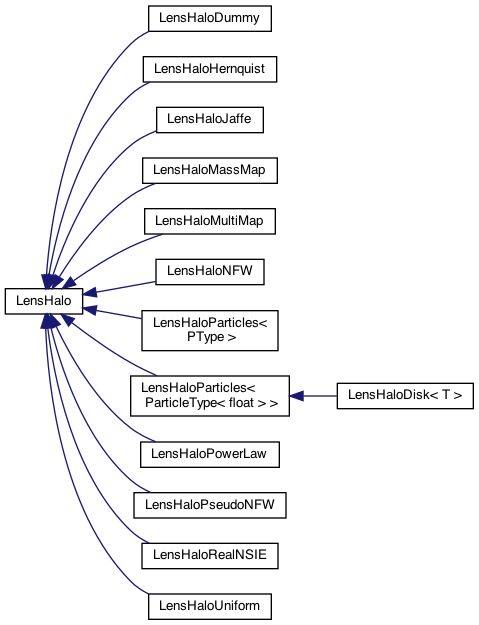 LensHaloDummy
LensHaloHernquist
LensHaloJaffe
LensHaloMassMap
LensHaloMultiMap
LensHaloNFW
LensHalo
LensHaloParticles<
PType >
LensHaloParticles<
ParticleType< float > >
LensHaloDisk< T >
LensHaloPowerLaw
LensHaloPseudoNFW
LensHaloRealNSIE
LensHaloUniform